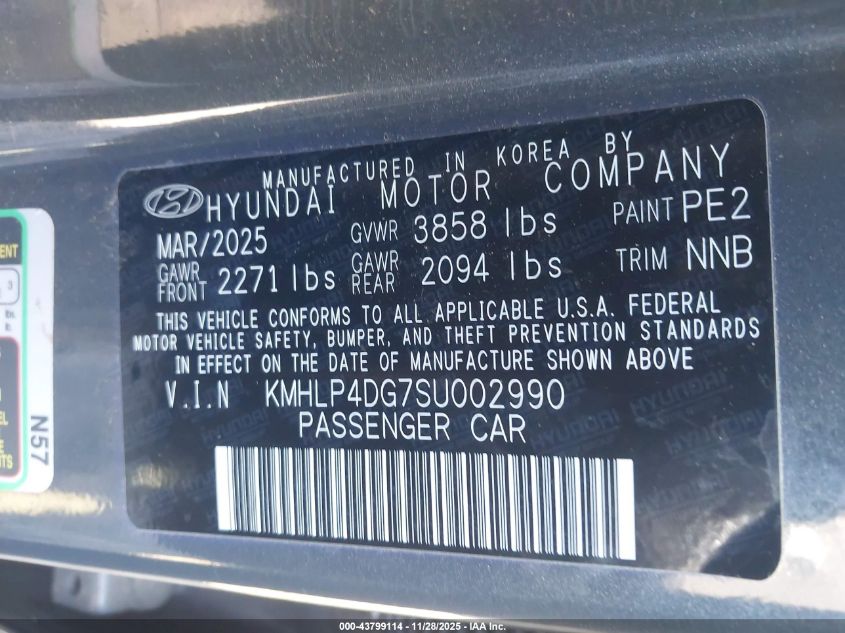 MANUFACTURED IN KOREA BY
HYUNDAI MOTOR COMPANY
MAR/2025 GVWR 3858 lbs PAINT PE2
GAWR FRONT 2271 lbs GAWR REAR 2094 lbs TRIM NNB
THIS VEHICLE CONFORMS TO ALL APPLICABLE U.S.A. FEDERAL
MOTOR VEHICLE SAFETY, BUMPER, AND THEFT PREVENTION STANDARDS
IN EFFECT ON THE DATE OF MANUFACTURE SHOWN ABOVE
V.I.N KMHLP4DG7SU002990
PASSENGER CAR
3
lbs.
N57
000-43799114 - 11/28/2025 - IAA Inc.